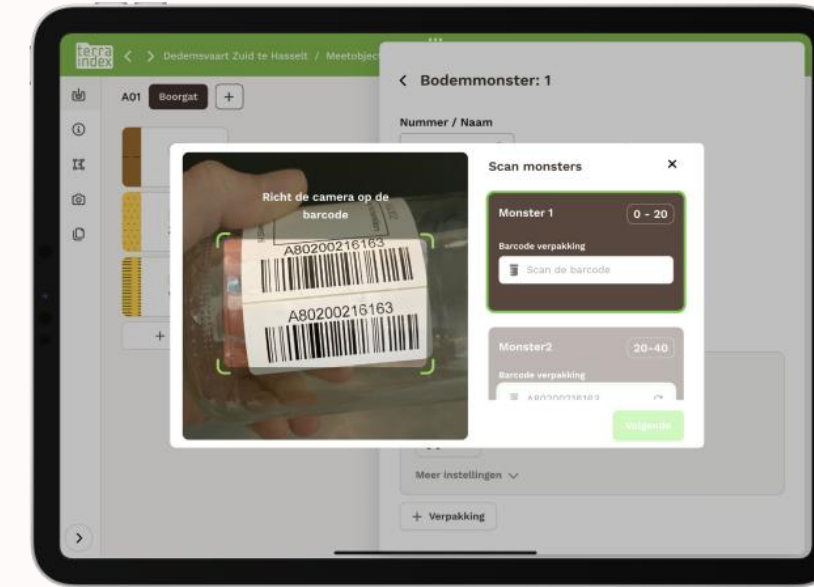 terra
index
Dedemsvaart Zuid te Hasselt / Meetobject
A01 Boorgat +
Bodemmonster: 1
Nummer / Naam
Richt de camera op de
barcode
A80200216163
A80200216163
Scan monsters
Monster 1 0 - 20
Barcode verpakking
Scan de barcode
Monster2 20-40
Barcode verpakking
A80200216163
Volgende
+
Meer instellingen
+ Verpakking